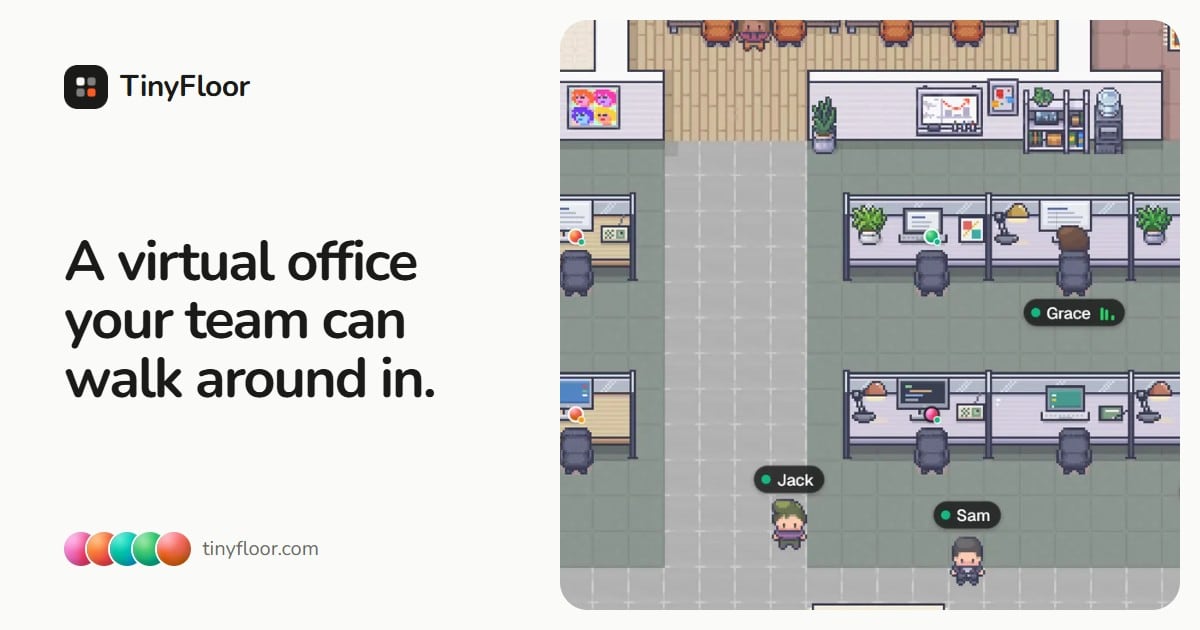 TinyFloor
A virtual office
your team can
walk around in.
tinyfloor.com
Grace
Jack
Sam